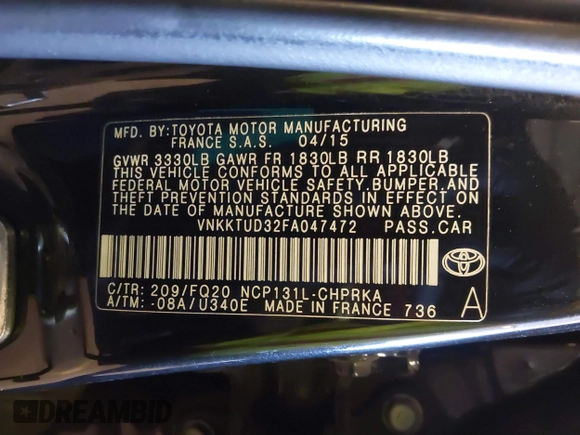 MFD. BY:TOYOTA MOTOR MANUFACTURING
FRANCE S.A.S. 04/15
GVWR 3330LB GAWR FR 1830LB RR 1830LB
THIS VEHICLE CONFORMS TO ALL APPLICABLE
FEDERAL MOTOR VEHICLE SAFETY,BUMPER,AND
THEFT PREVENTION STANDARDS IN EFFECT ON
THE DATE OF MANUFACTURE SHOWN ABOVE.
VNKKTUD32FA047472 PASS.CAR
C/TR: 209/FQ20 NCP131L-CHPRKA
A/TM: -08A/U340E MADE IN FRANCE 736
A
DREAMBID